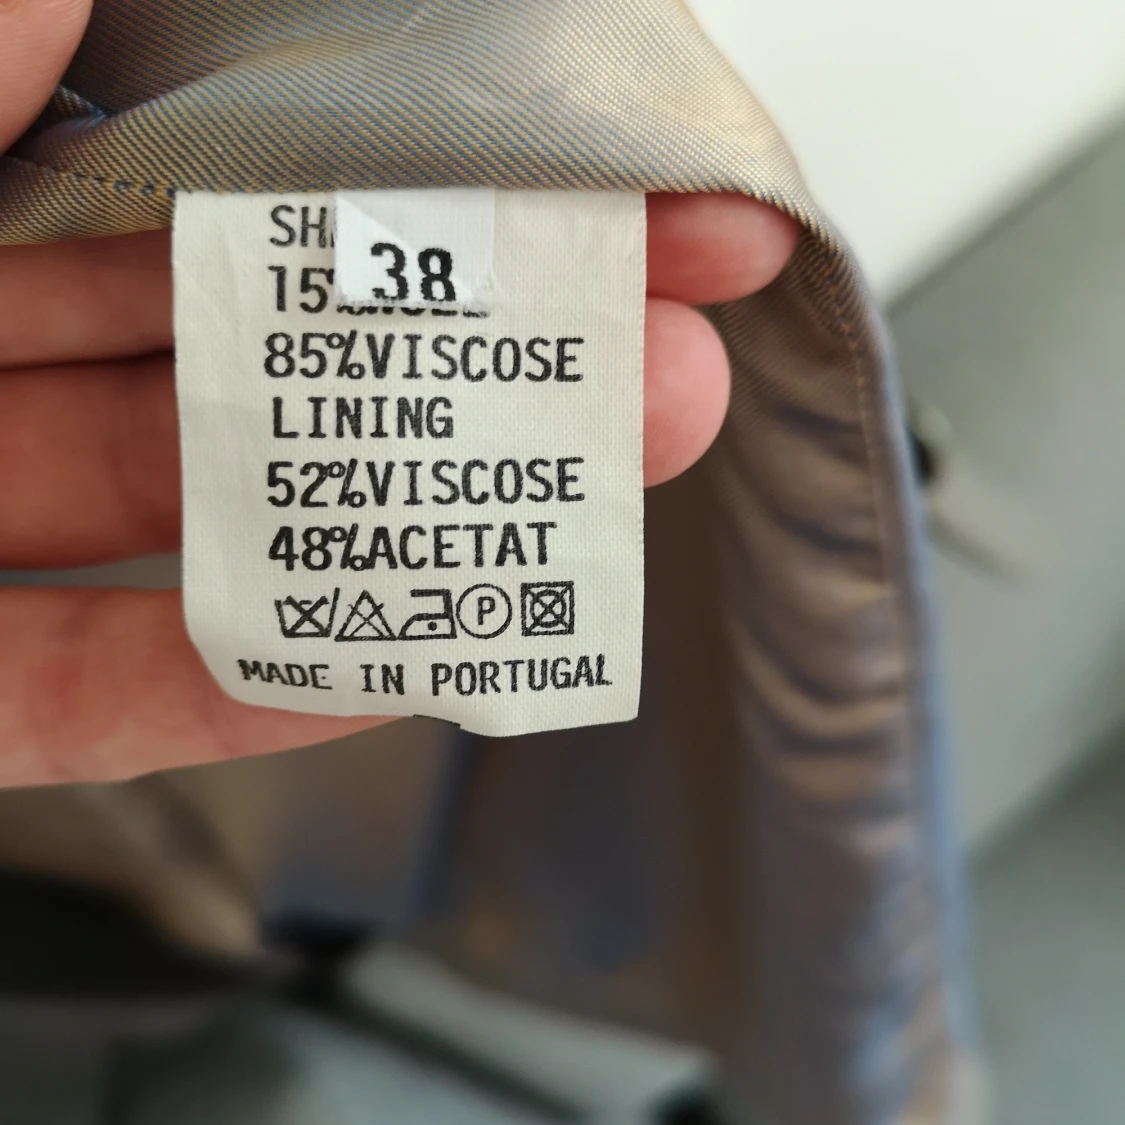 38
85%VISCOSE
LINING
52%VISCOSE
48%ACETAT
P
MADE IN PORTUGAL